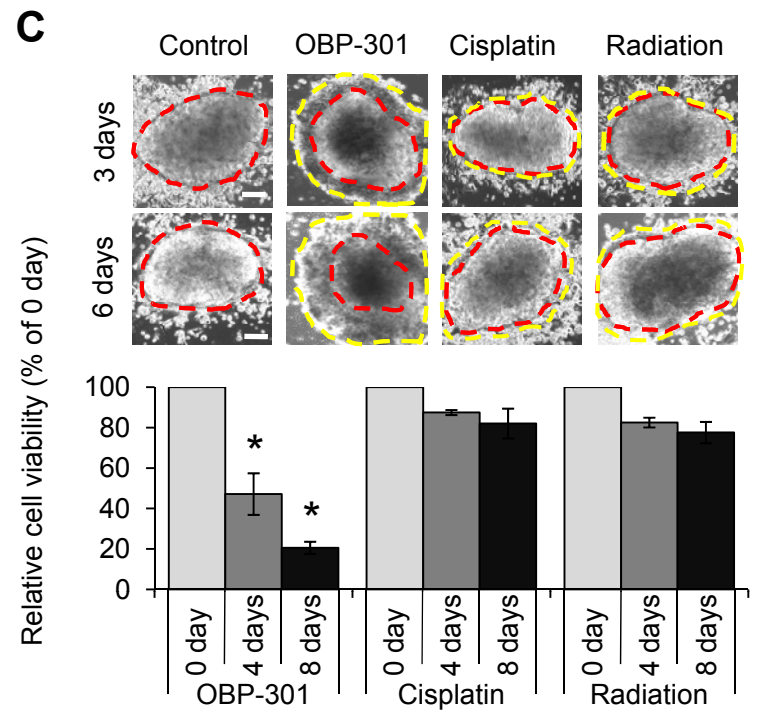 C
Control OBP-301 Cisplatin Radiation
3 days
6 days
Relative cell viability (% of 0 day)
100
80
60
40
20
0
* *
0 day 4 days 8 days 0 day 4 days 8 days 0 day 4 days 8 days
OBP-301 Cisplatin Radiation